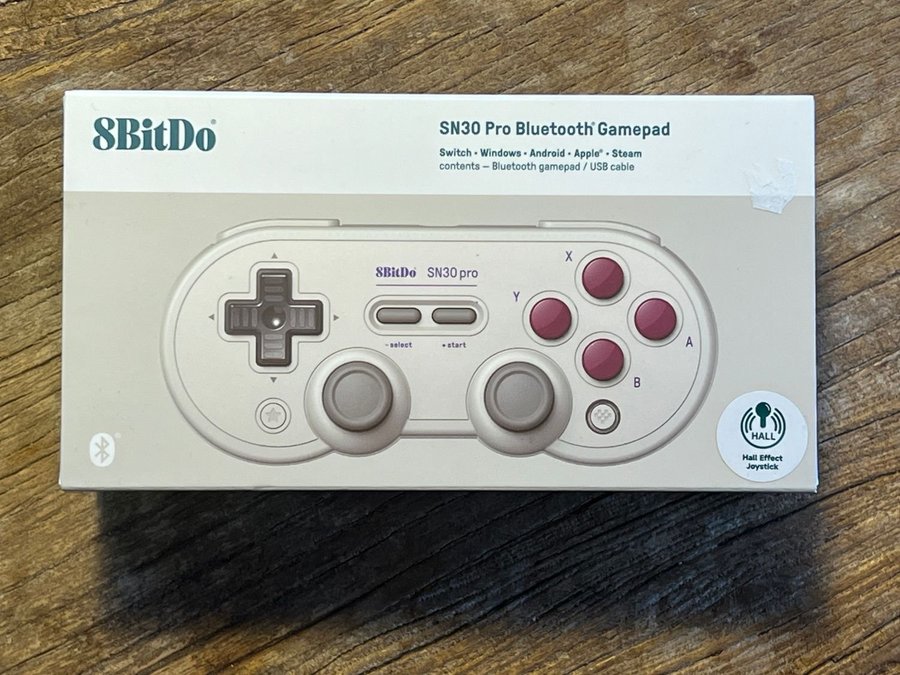 8BitDo®
SN30 Pro Bluetooth® Gamepad
Switch • Windows • Android • Apple® • Steam
contents – Bluetooth gamepad / USB cable
8BitDo SN30 pro
X
Y
A
B
-select +start
HALL
Hall Effect
Joystick